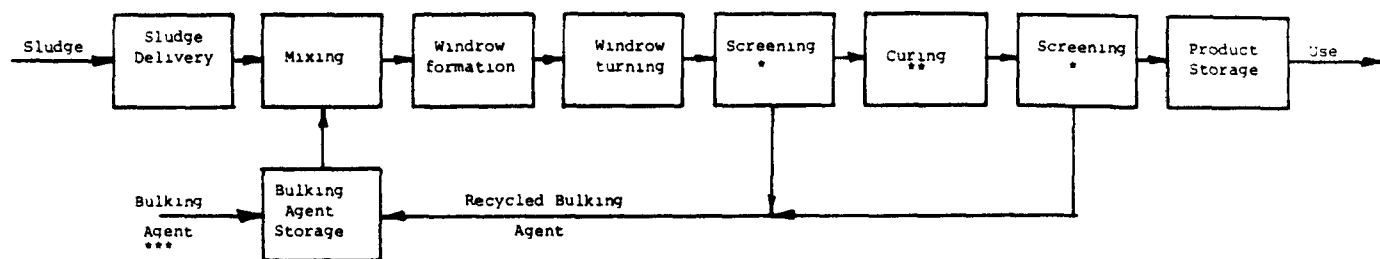 Sludge
Sludge
Delivery
Mixing
Windrow
formation
Windrow
turning
Screening
*
Curing
**
Screening
*
Product
Storage
Use
Bulking
Agent
***
Bulking
Agent
Storage
Recycled Bulking
Agent